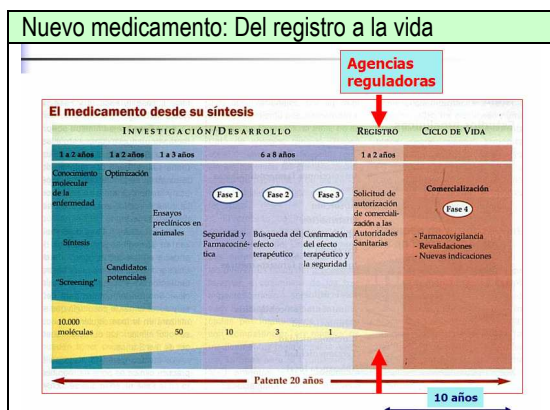 Nuevo medicamento: Del registro a la vida
Agencias
reguladoras
El medicamento desde su síntesis
INVESTIGACIÓN/DESARROLLO
REGISTRO
CICLO DE VIDA
1 a 2 años
1 a 2 años
1 a 3 años
6 a 8 años
1 a 2 años
Conocimiento
molecular
de la
enfermedad
Síntesis
"Screening"
Optimización
Candidatos
potenciales
Ensayos
preclínicos en
animales
Fase 1
Seguridad y
Farmacociné-
tica
Fase 2
Búsqueda del
efecto
terapéutico
Fase 3
Confirmación
del efecto
terapéutico y
la seguridad
Solicitud de
autorización
de comerciali-
zación a las
Autoridades
Sanitarias
Comercialización
Fase 4
- Farmacovigilancia
- Revalidaciones
- Nuevas indicaciones
10.000
moléculas
50
10
3
1
Patente 20 años
10 años